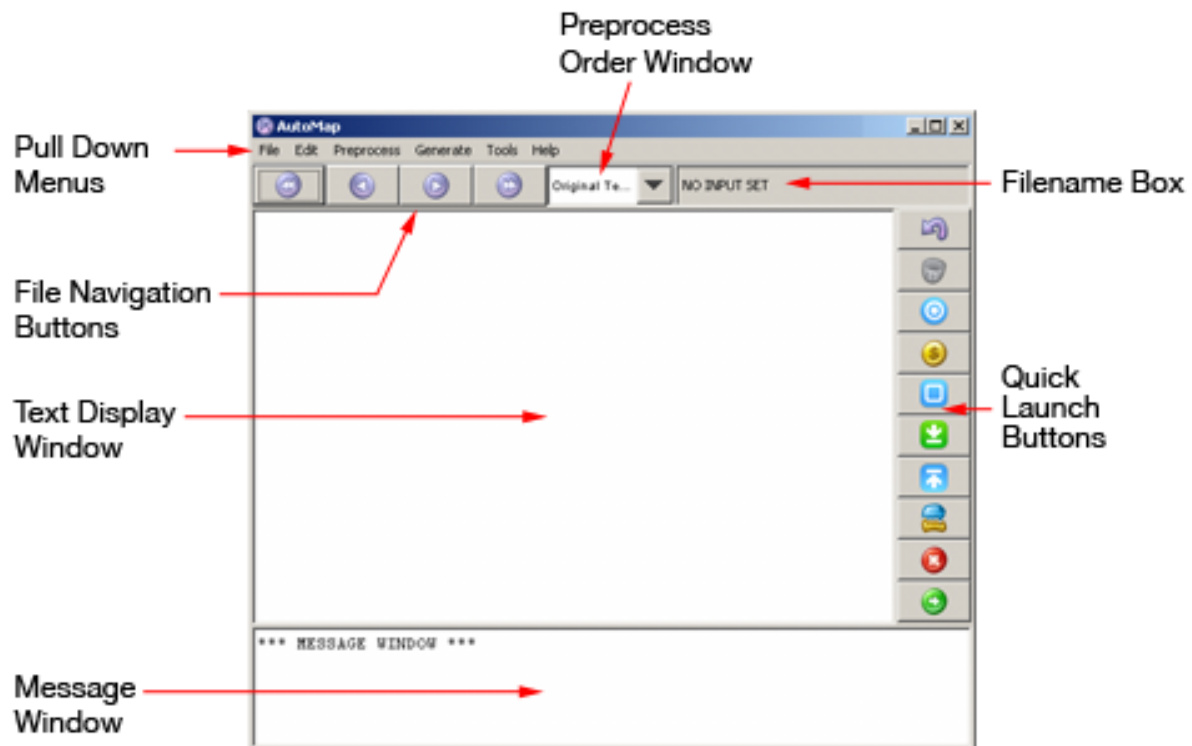 Preprocess
Order Window
AutoMap
Pull Down
Menus
File Edit Preprocess Generate Tools Help
Original Te...
NO INPUT SET
Filename Box
File Navigation
Buttons
Text Display
Window
Quick
Launch
Buttons
*** MESSAGE WINDOW ***
Message
Window